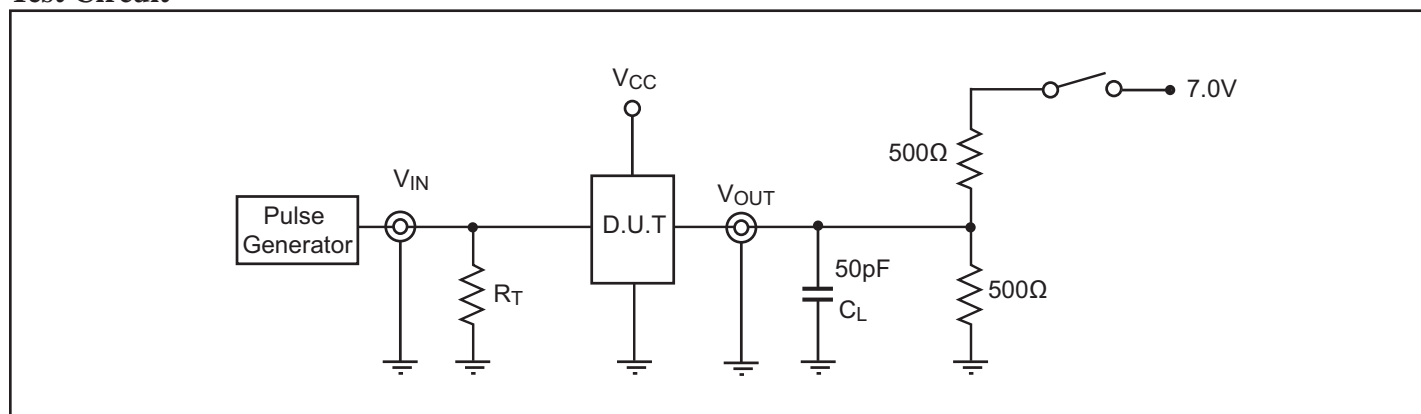 Test Circuit
VCC
7.0V
500Ω
VIN
VOUT
Pulse
Generator
D.U.T
50pF
500Ω
RT
CL